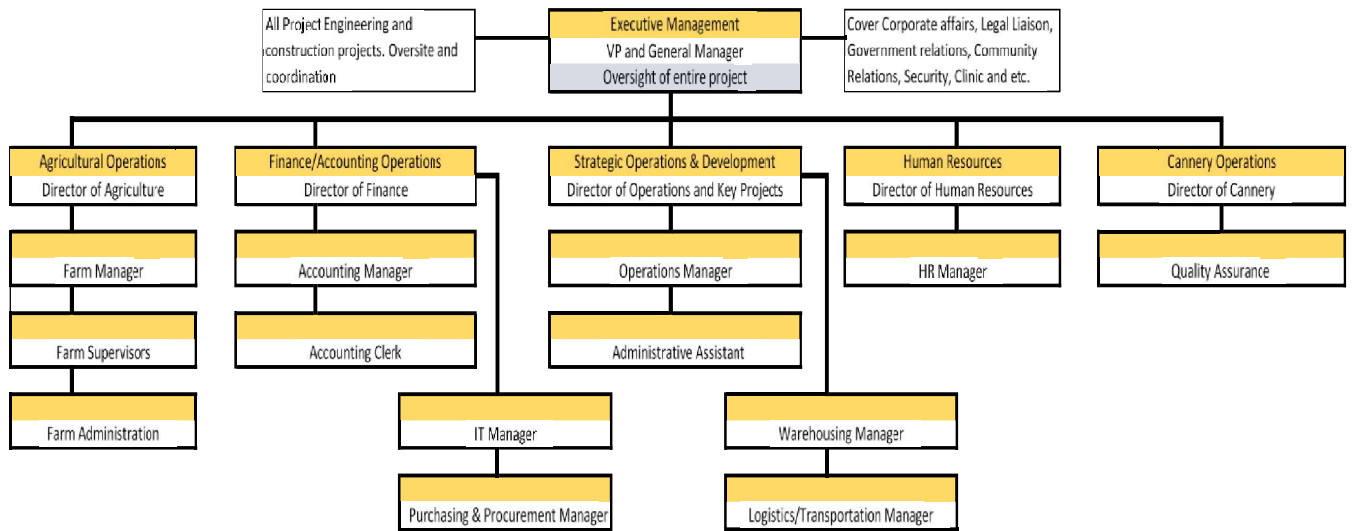 All Project Engineering and
construction projects. Oversite and
coordination
Executive Management
VP and General Manager
Oversight of entire project
Cover Corporate affairs, Legal Liaison,
Government relations, Community
Relations, Security, Clinic and etc.
Agricultural Operations
Director of Agriculture
Finance/Accounting Operations
Director of Finance
Strategic Operations & Development
Director of Operations and Key Projects
Human Resources
Director of Human Resources
Cannery Operations
Director of Cannery
Farm Manager
Accounting Manager
Operations Manager
HR Manager
Quality Assurance
Farm Supervisors
Accounting Clerk
Administrative Assistant
Farm Administration
IT Manager
Warehousing Manager
Purchasing & Procurement Manager
Logistics/Transportation Manager